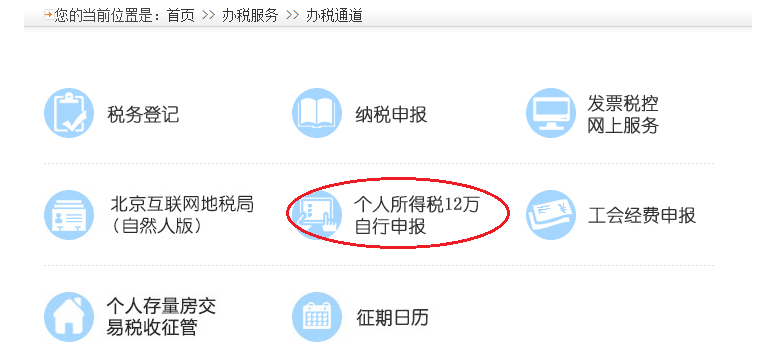 您的当前位置是：首页 >> 办税服务 >> 办税通道
税务登记
纳税申报
发票税控
网上服务
北京互联网地税局
（自然人版）
个人所得税12万
自行申报
工会经费申报
个人存量房交
易税收征管
征期日历